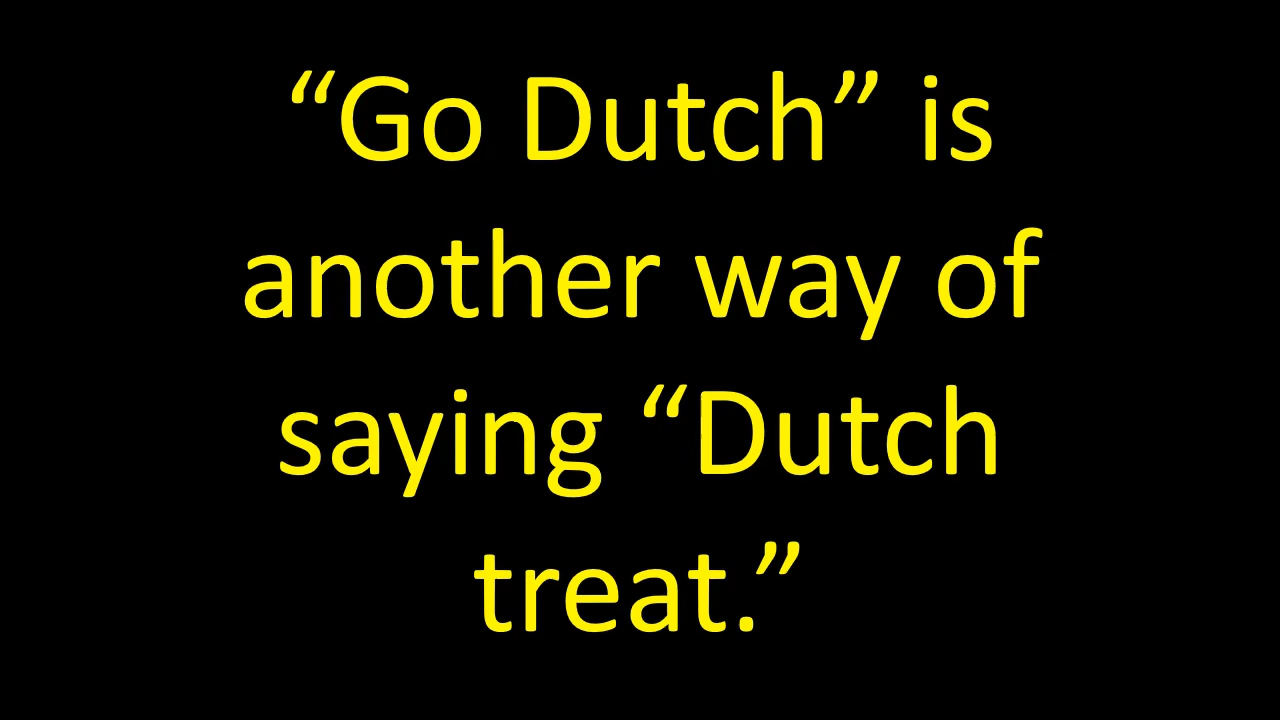 “Go Dutch” is
another way of
saying “Dutch
treat.”